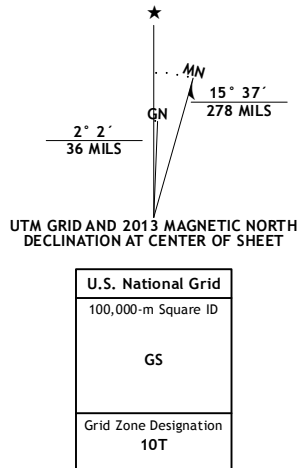 ★
MN
GN
15° 37´
278 MILS
2° 2´
36 MILS
UTM GRID AND 2013 MAGNETIC NORTH
DECLINATION AT CENTER OF SHEET
U.S. National Grid
100,000-m Square ID
GS
Grid Zone Designation
10T